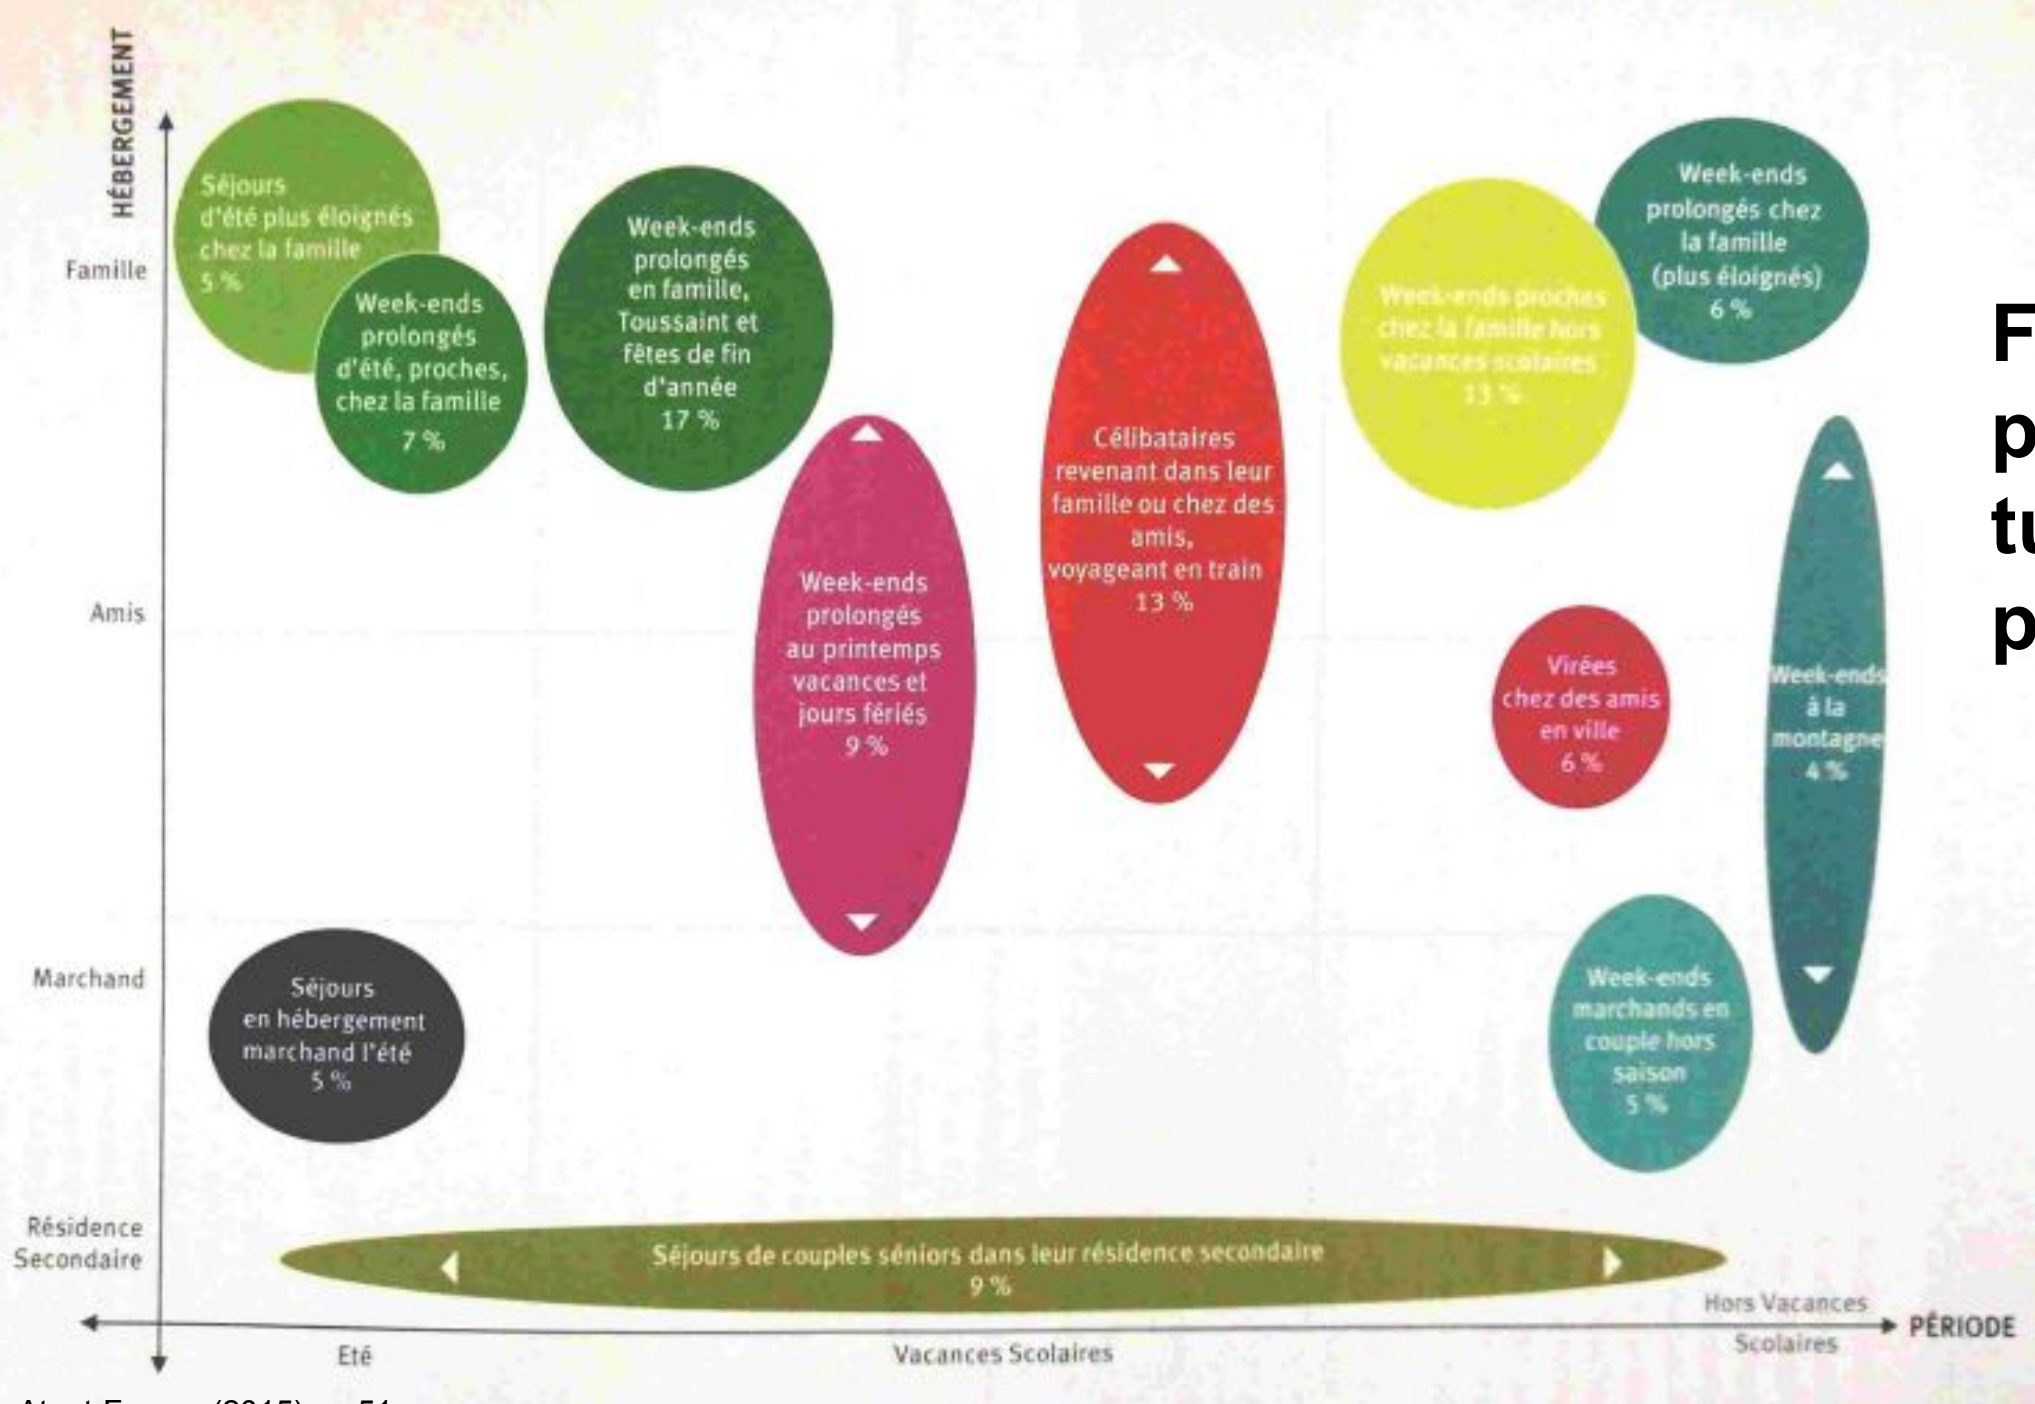 HÉBERGEMENT
Séjours
d'été plus éloignés
chez la famille
5 %
Famille
Week-ends
prolongés
d'été, proches,
chez la famille
7 %
Week-ends
prolongés
en famille,
Toussaint et
fêtes de fin
d'année
17 %
Week-ends
prolongés
au printemps
vacances et
jours fériés
9 %
Célibataires
revenant dans leur
famille ou chez des
amis,
voyageant en train
13 %
Week-ends proches
chez la famille hors
vacances scolaires
13 %
Week-ends
prolongés chez
la famille
(plus éloignés)
6 %
Amis
Virées
chez des amis
en ville
6 %
Week-ends
à la
montagne
4 %
Marchand
Séjours
en hébergement
marchand l'été
5 %
Week-ends
marchands en
couple hors
saison
5 %
Résidence
Secondaire
Séjours de couples séniors dans leur résidence secondaire
9 %
Hors Vacances
Scolaires
PÉRIODE
Eté
Vacances Scolaires
F
p
tu
p
(2015)
51